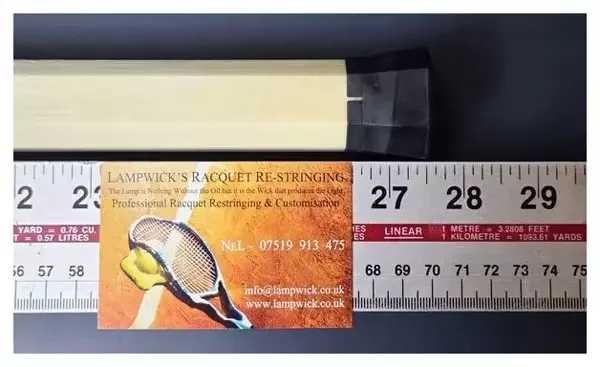 LAMPWICK'S RACQUET RE-STRINGING
The Lamp is Nothing Without the Oil but it is the Wick that produces the Light
Professional Racquet Restringing & Customisation
NEL - 07519 913 475
info@lampwick.co.uk
www.lampwick.co.uk
2 23 27 28 29
YARD = 0.76 CU.
T = 0.57 LITRES
LINEAR
1 METRE = 3.2808 FEET
1 KILOMETRE = 1093.61 YARDS
56 57 58 68 69 70 71 72 73 74 75